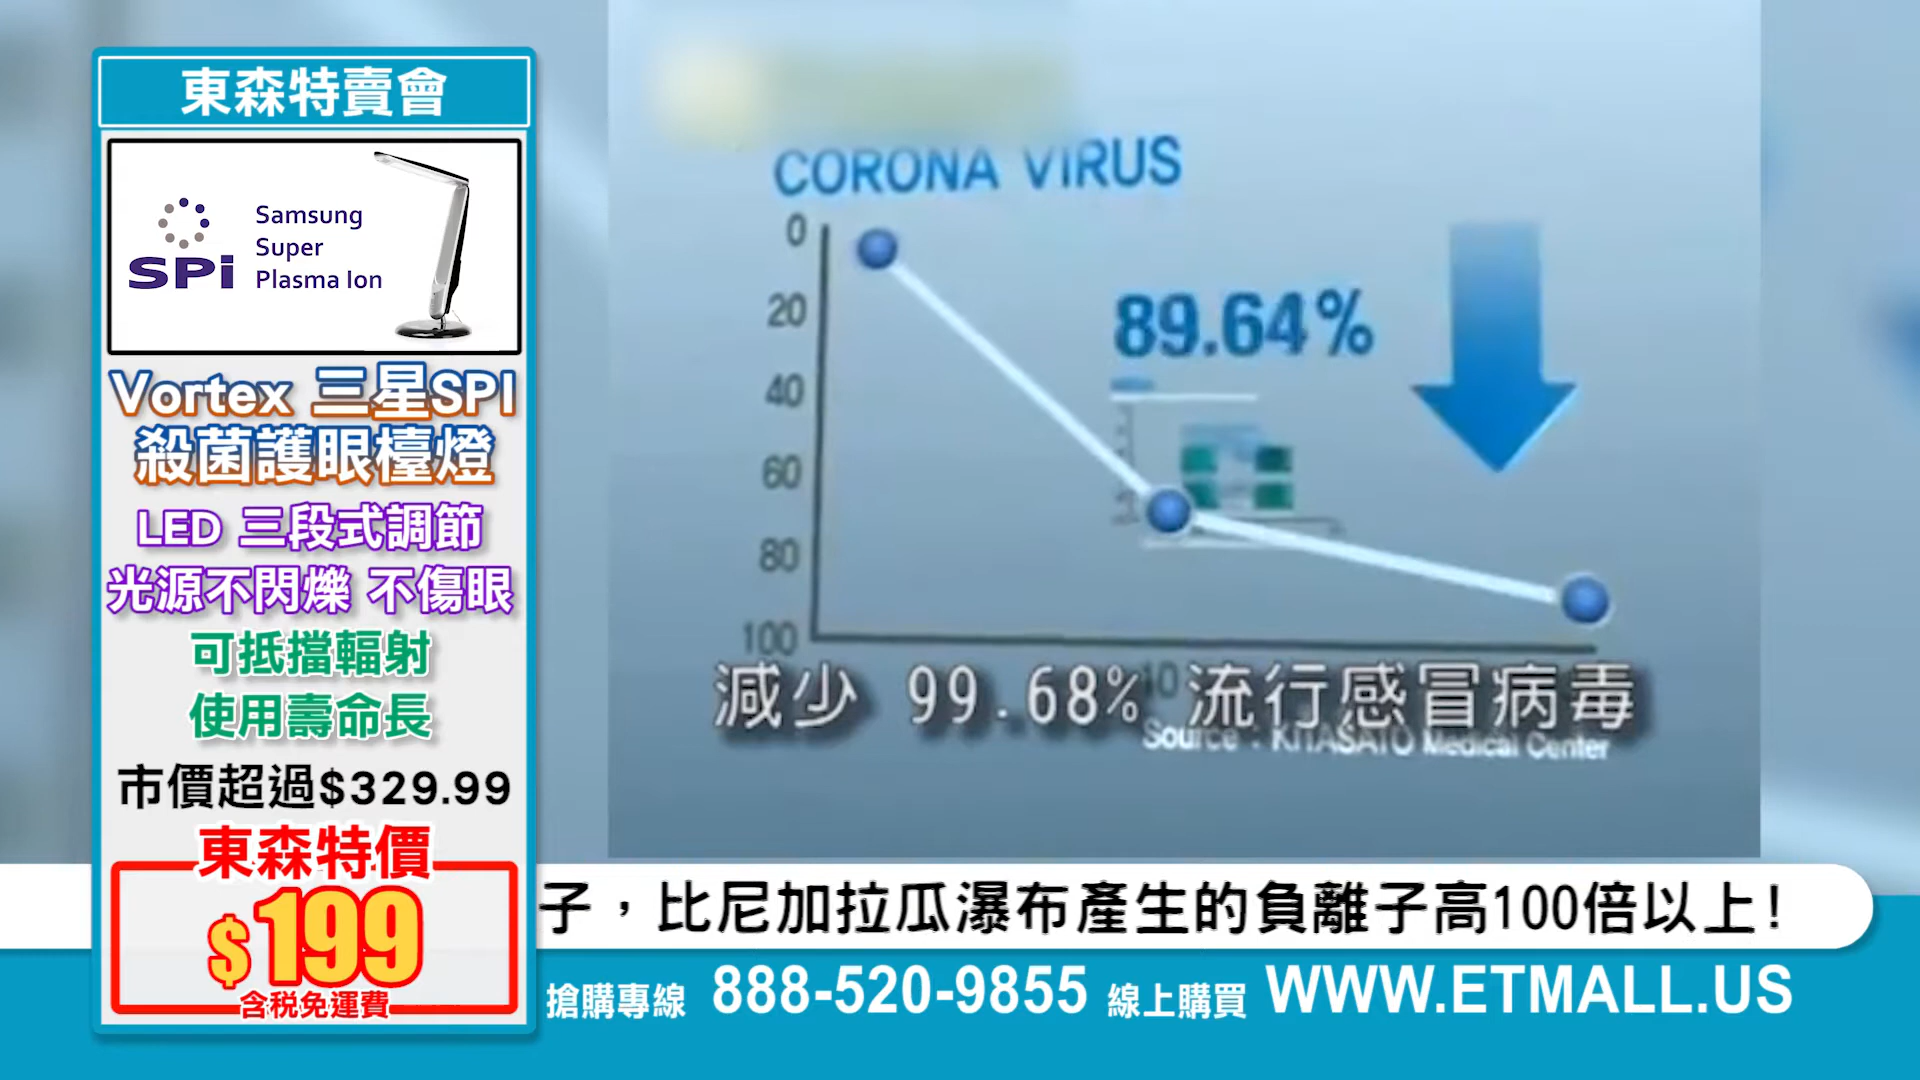 東森特賣會
SPi
Samsung
Super
Plasma Ion
Vortex 三星SPI
殺菌護眼檯燈
LED 三段式調節
光源不閃爍 不傷眼
可抵擋輻射
使用壽命長
市價超過$329.99
東森特價
$199
含税免運費
CORONA VIRUS
0
20
40
60
80
100
89.64%
10
減少 99.68% 流行感冒病毒
Source : KITASATO Medical Center
子，比尼加拉瓜瀑布產生的負離子高100倍以上!
搶購專線 888-520-9855 線上購買 WWW.ETMALL.US